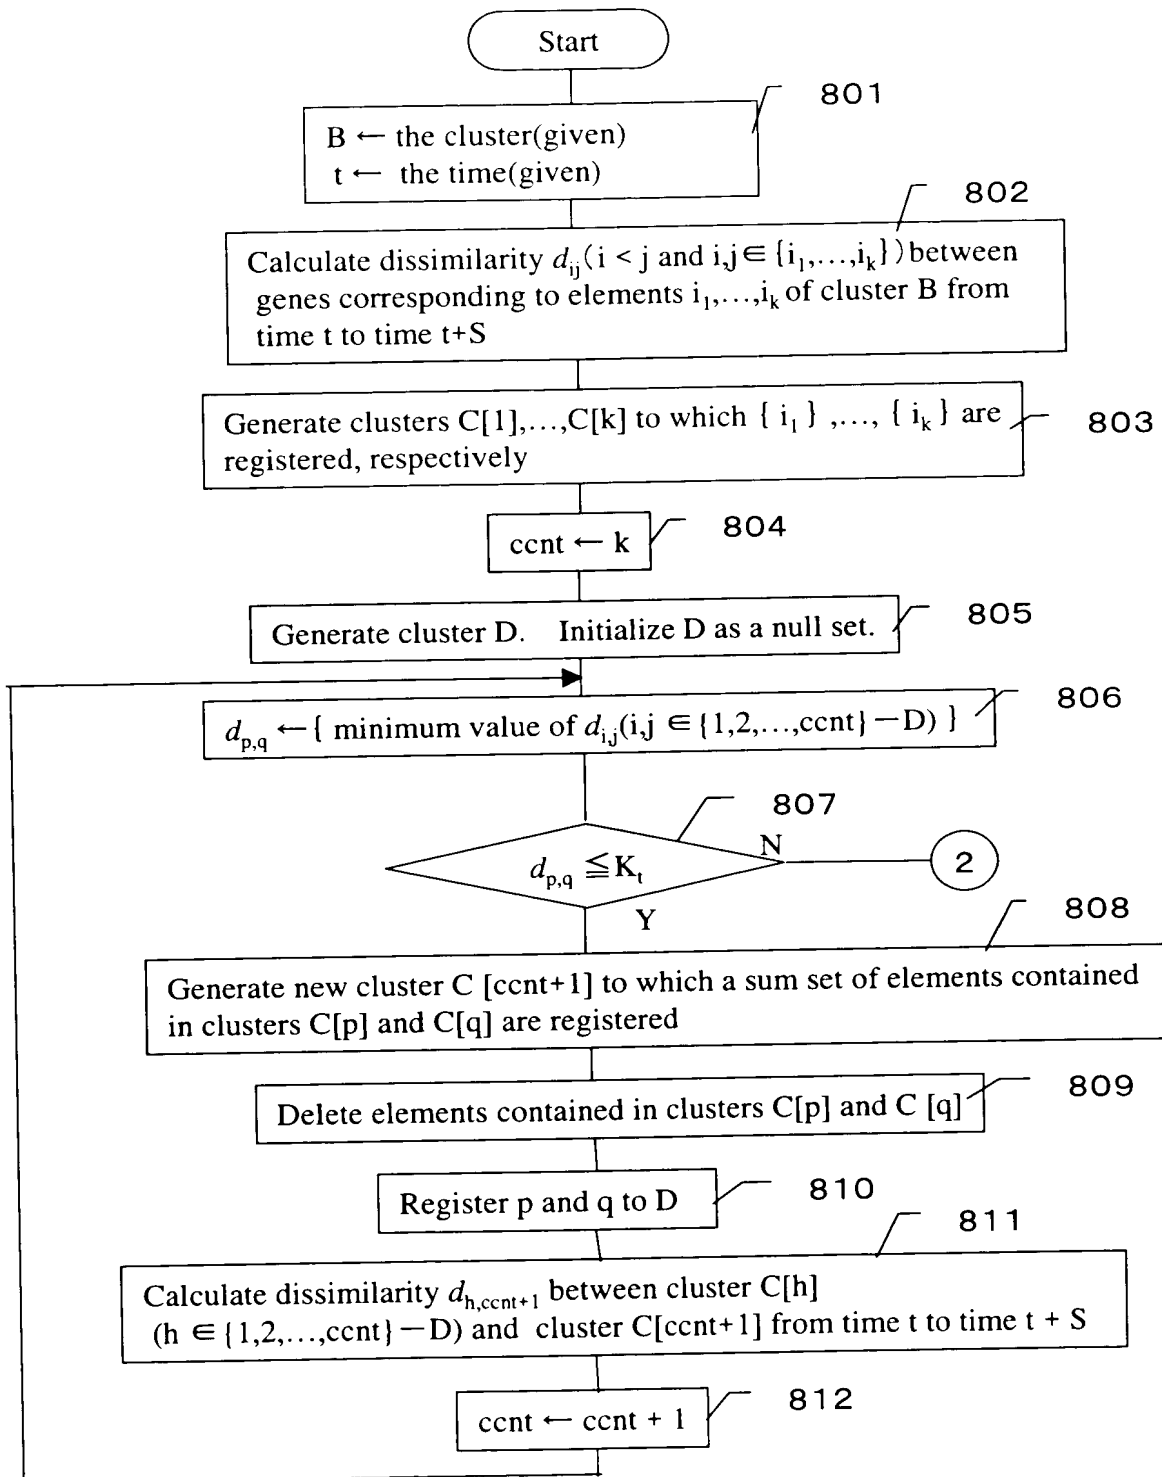 Start
801
B ← the cluster(given)
t ← the time(given)
802
Calculate dissimilarity d_ij(i < j and i,j ∈ {i_1,…,i_k}) between
genes corresponding to elements i_1,…,i_k of cluster B from
time t to time t+S
Generate clusters C[1],…,C[k] to which { i_1 } ,…, { i_k } are
registered, respectively
803
804
ccnt ← k
805
Generate cluster D. Initialize D as a null set.
806
d_p,q ← { minimum value of d_i,j(i,j ∈ {1,2,…,ccnt} – D) }
807
N
d_p,q ≦ K_t
2
Y
808
Generate new cluster C [ccnt+1] to which a sum set of elements contained
in clusters C[p] and C[q] are registered
809
Delete elements contained in clusters C[p] and C [q]
810
Register p and q to D
811
Calculate dissimilarity d_h,ccnt+1 between cluster C[h]
(h ∈ {1,2,…,ccnt} – D) and cluster C[ccnt+1] from time t to time t + S
812
ccnt ← ccnt + 1